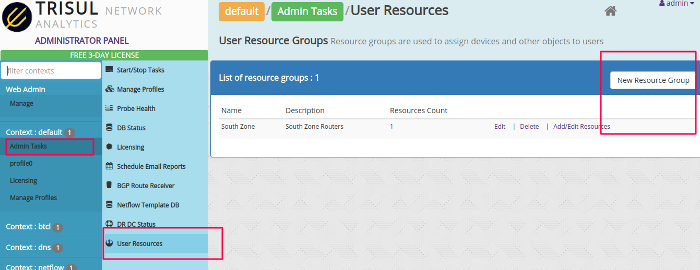 TRISUL NETWORK
ANALYTICS
ADMINISTRATOR PANEL
FREE 3-DAY LICENSE
filter contexts
Web Admin
Manage
Context : default 1
Admin Tasks
profile0
Licensing
Manage Profiles
Context : btcl 1
Context : dns 1
Context : netflow 1
Start/Stop Tasks
Manage Profiles
Probe Health
DB Status
Licensing
Schedule Email Reports
BGP Route Receiver
Netflow Template DB
DR DC Status
User Resources
default / Admin Tasks / User Resources
admin
User Resource Groups Resource groups are used to assign devices and other objects to users
List of resource groups : 1
New Resource Group
Name Description Resources Count
South Zone South Zone Routers 1 Edit | Delete | Add/Edit Resources